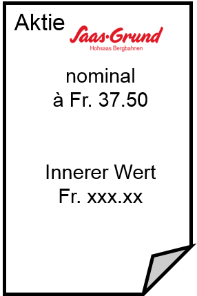 Aktie
Saas-Grund
Hohsaas Bergbahnen
nominal
à Fr. 37.50
Innerer Wert
Fr. xxx.xx